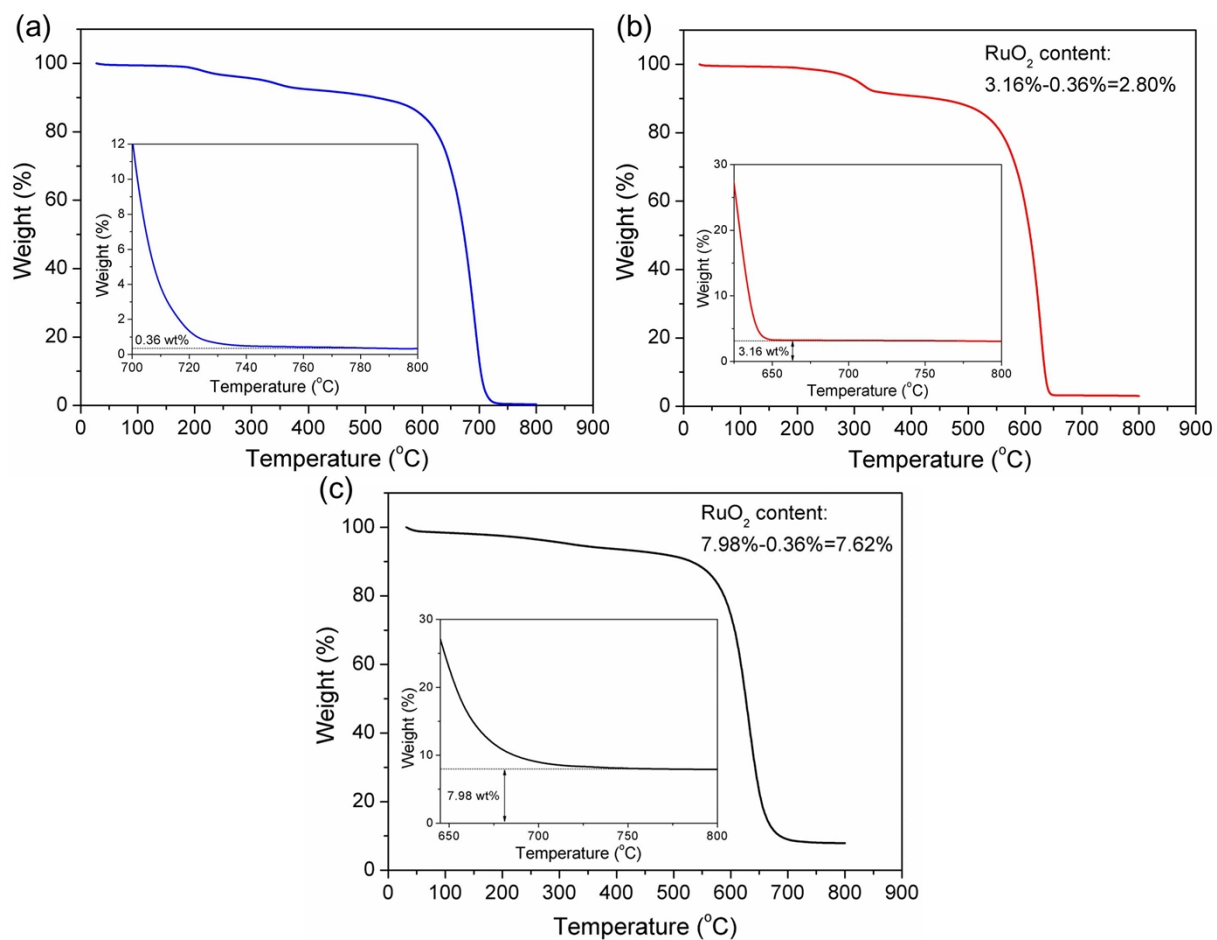 (a)
100
80
60
40
20
0
Weight (%)
0 100 200 300 400 500 600 700 800 900
Temperature (°C)
12
10
8
6
4
2
0
Weight (%)
0.36 wt%
700 720 740 760 780 800
Temperature (°C)
(b)
RuO₂ content:
3.16%-0.36%=2.80%
100
80
60
40
20
0
Weight (%)
0 100 200 300 400 500 600 700 800 900
Temperature (°C)
30
20
10
0
Weight (%)
3.16 wt%
650 700 750 800
Temperature (°C)
(c)
RuO₂ content:
7.98%-0.36%=7.62%
100
80
60
40
20
0
Weight (%)
0 100 200 300 400 500 600 700 800 900
Temperature (°C)
30
20
10
0
Weight (%)
7.98 wt%
650 700 750 800
Temperature (°C)